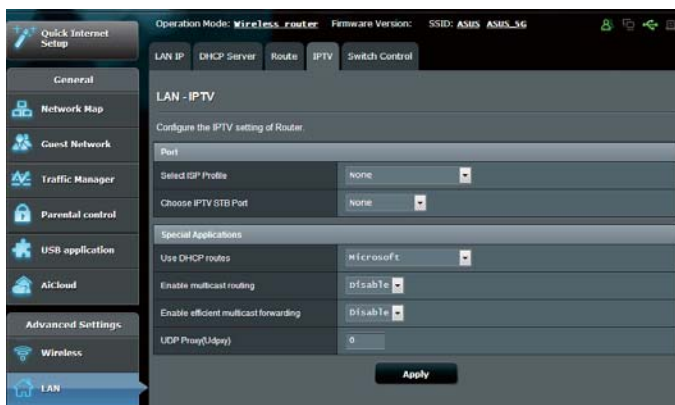 Quick Internet
Setup
Operation Mode: Wireless router Firmware Version: SSID: ASUS ASUS_5G
LAN IP DHCP Server Route IPTV Switch Control
General
Network Map
Guest Network
Traffic Manager
Parental control
USB application
AiCloud
Advanced Settings
Wireless
LAN
LAN - IPTV
Configure the IPTV setting of Router.
Port
Select ISP Profile None
Choose IPTV STB Port None
Special Applications
Use DHCP routes Microsoft
Enable multicast routing Disable
Enable efficient multicast forwarding Disable
UDP Proxy(Udpxy) 0
Apply